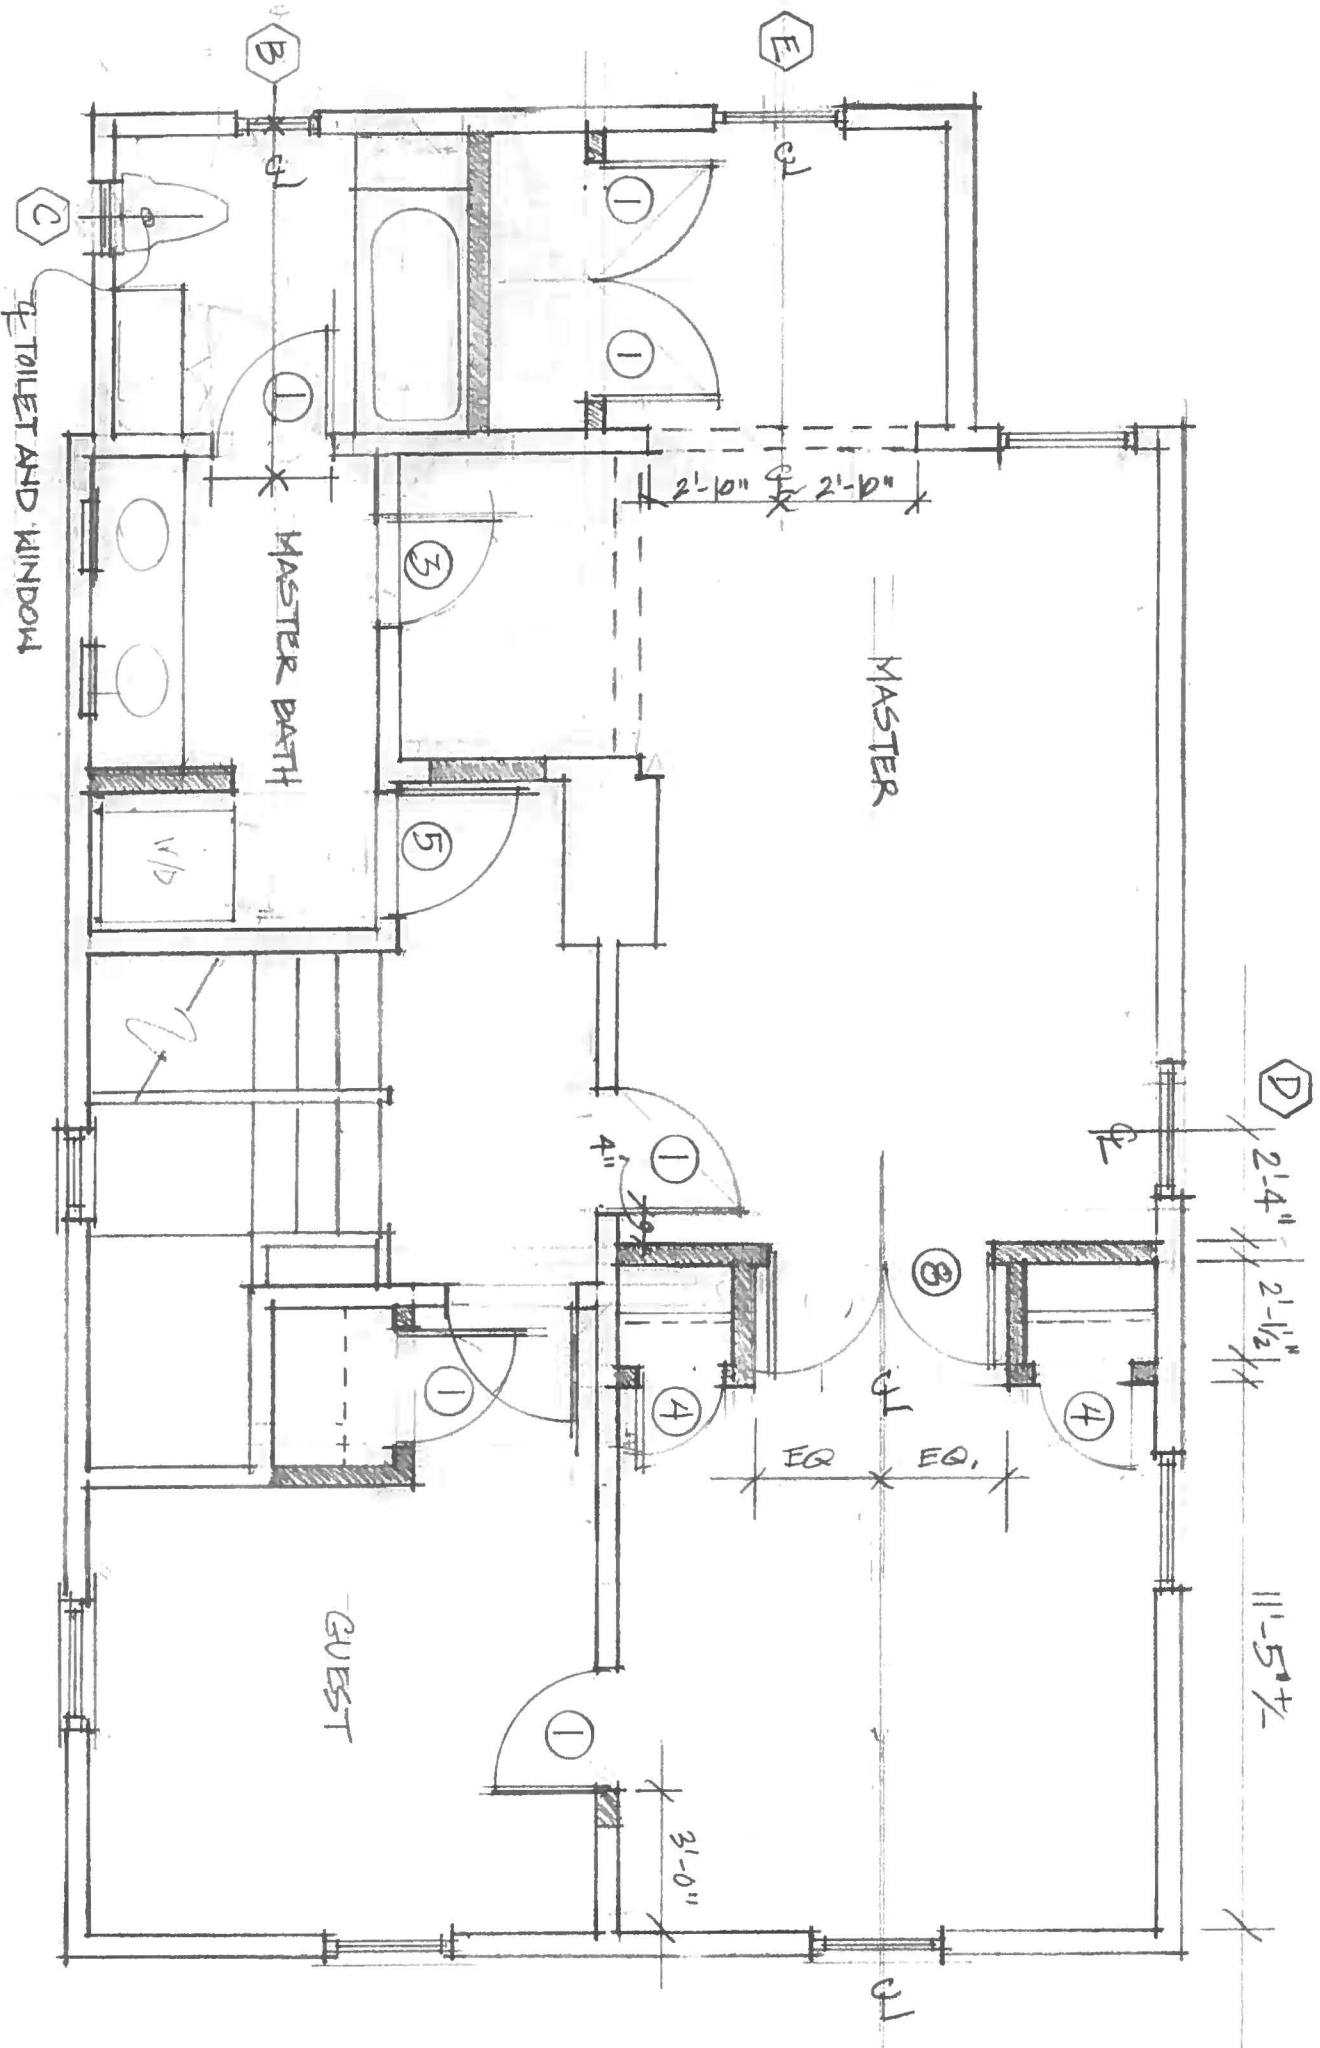 B
E
C
℄
℄
1
1
1
℄ TOILET AND WINDOW
2'-10"
℄
2'-10"
3
MASTER BATH
MASTER
5
W/D
D
℄
2'-4"
1
4"
8
2'-1½"
1
4
4
℄
EQ
EQ.
11'-5"+/-
GUEST
1
3'-0"
℄